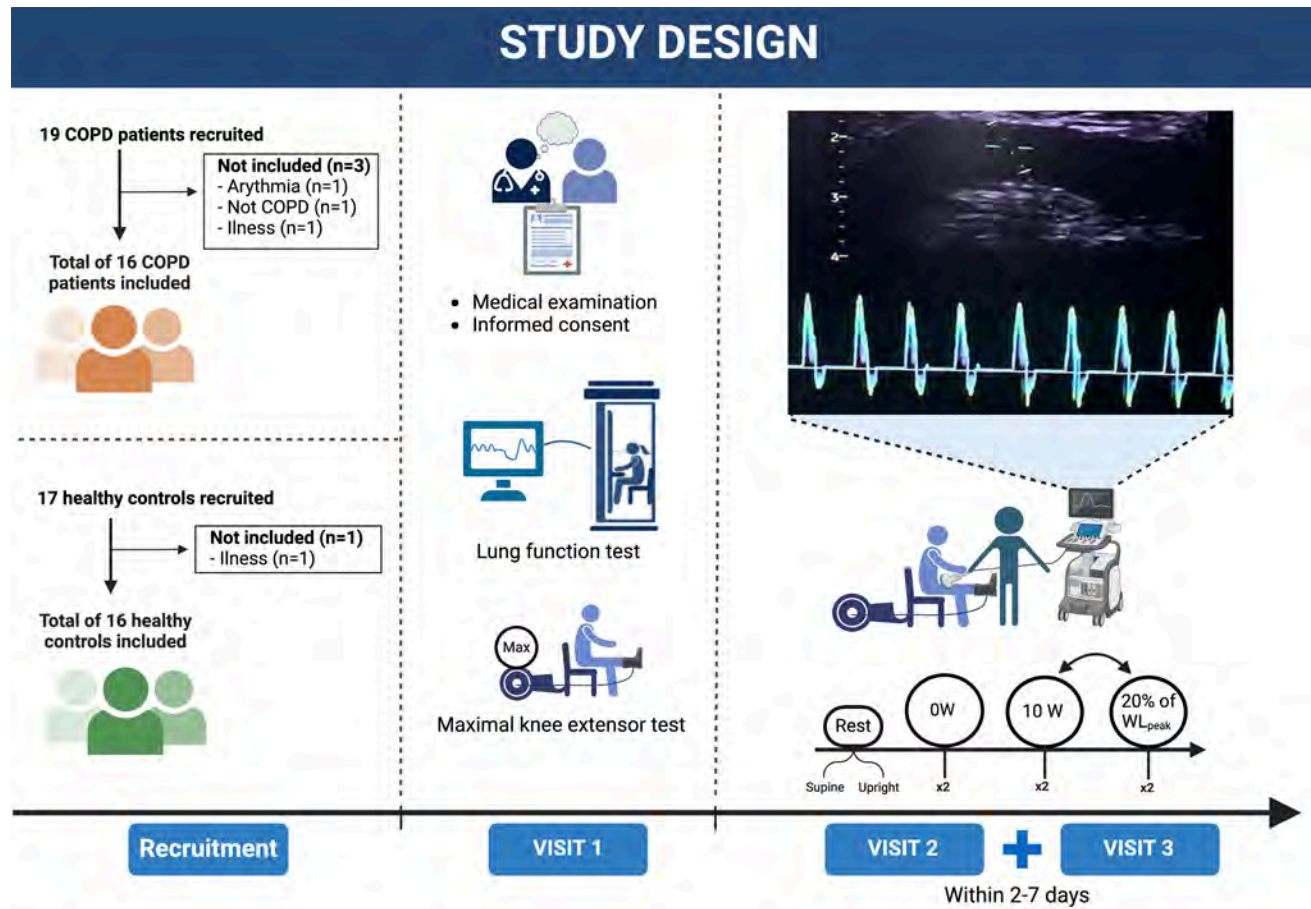 STUDY DESIGN
19 COPD patients recruited
Not included (n=3)
- Arythmia (n=1)
- Not COPD (n=1)
- Ilness (n=1)
Total of 16 COPD
patients included
17 healthy controls recruited
Not included (n=1)
- Ilness (n=1)
Total of 16 healthy
controls included
• Medical examination
• Informed consent
Lung function test
Max
Maximal knee extensor test
2
3
4
Rest
0W
10 W
20% of
WLpeak
Supine
Upright
x2
x2
x2
Recruitment
VISIT 1
VISIT 2
VISIT 3
Within 2-7 days